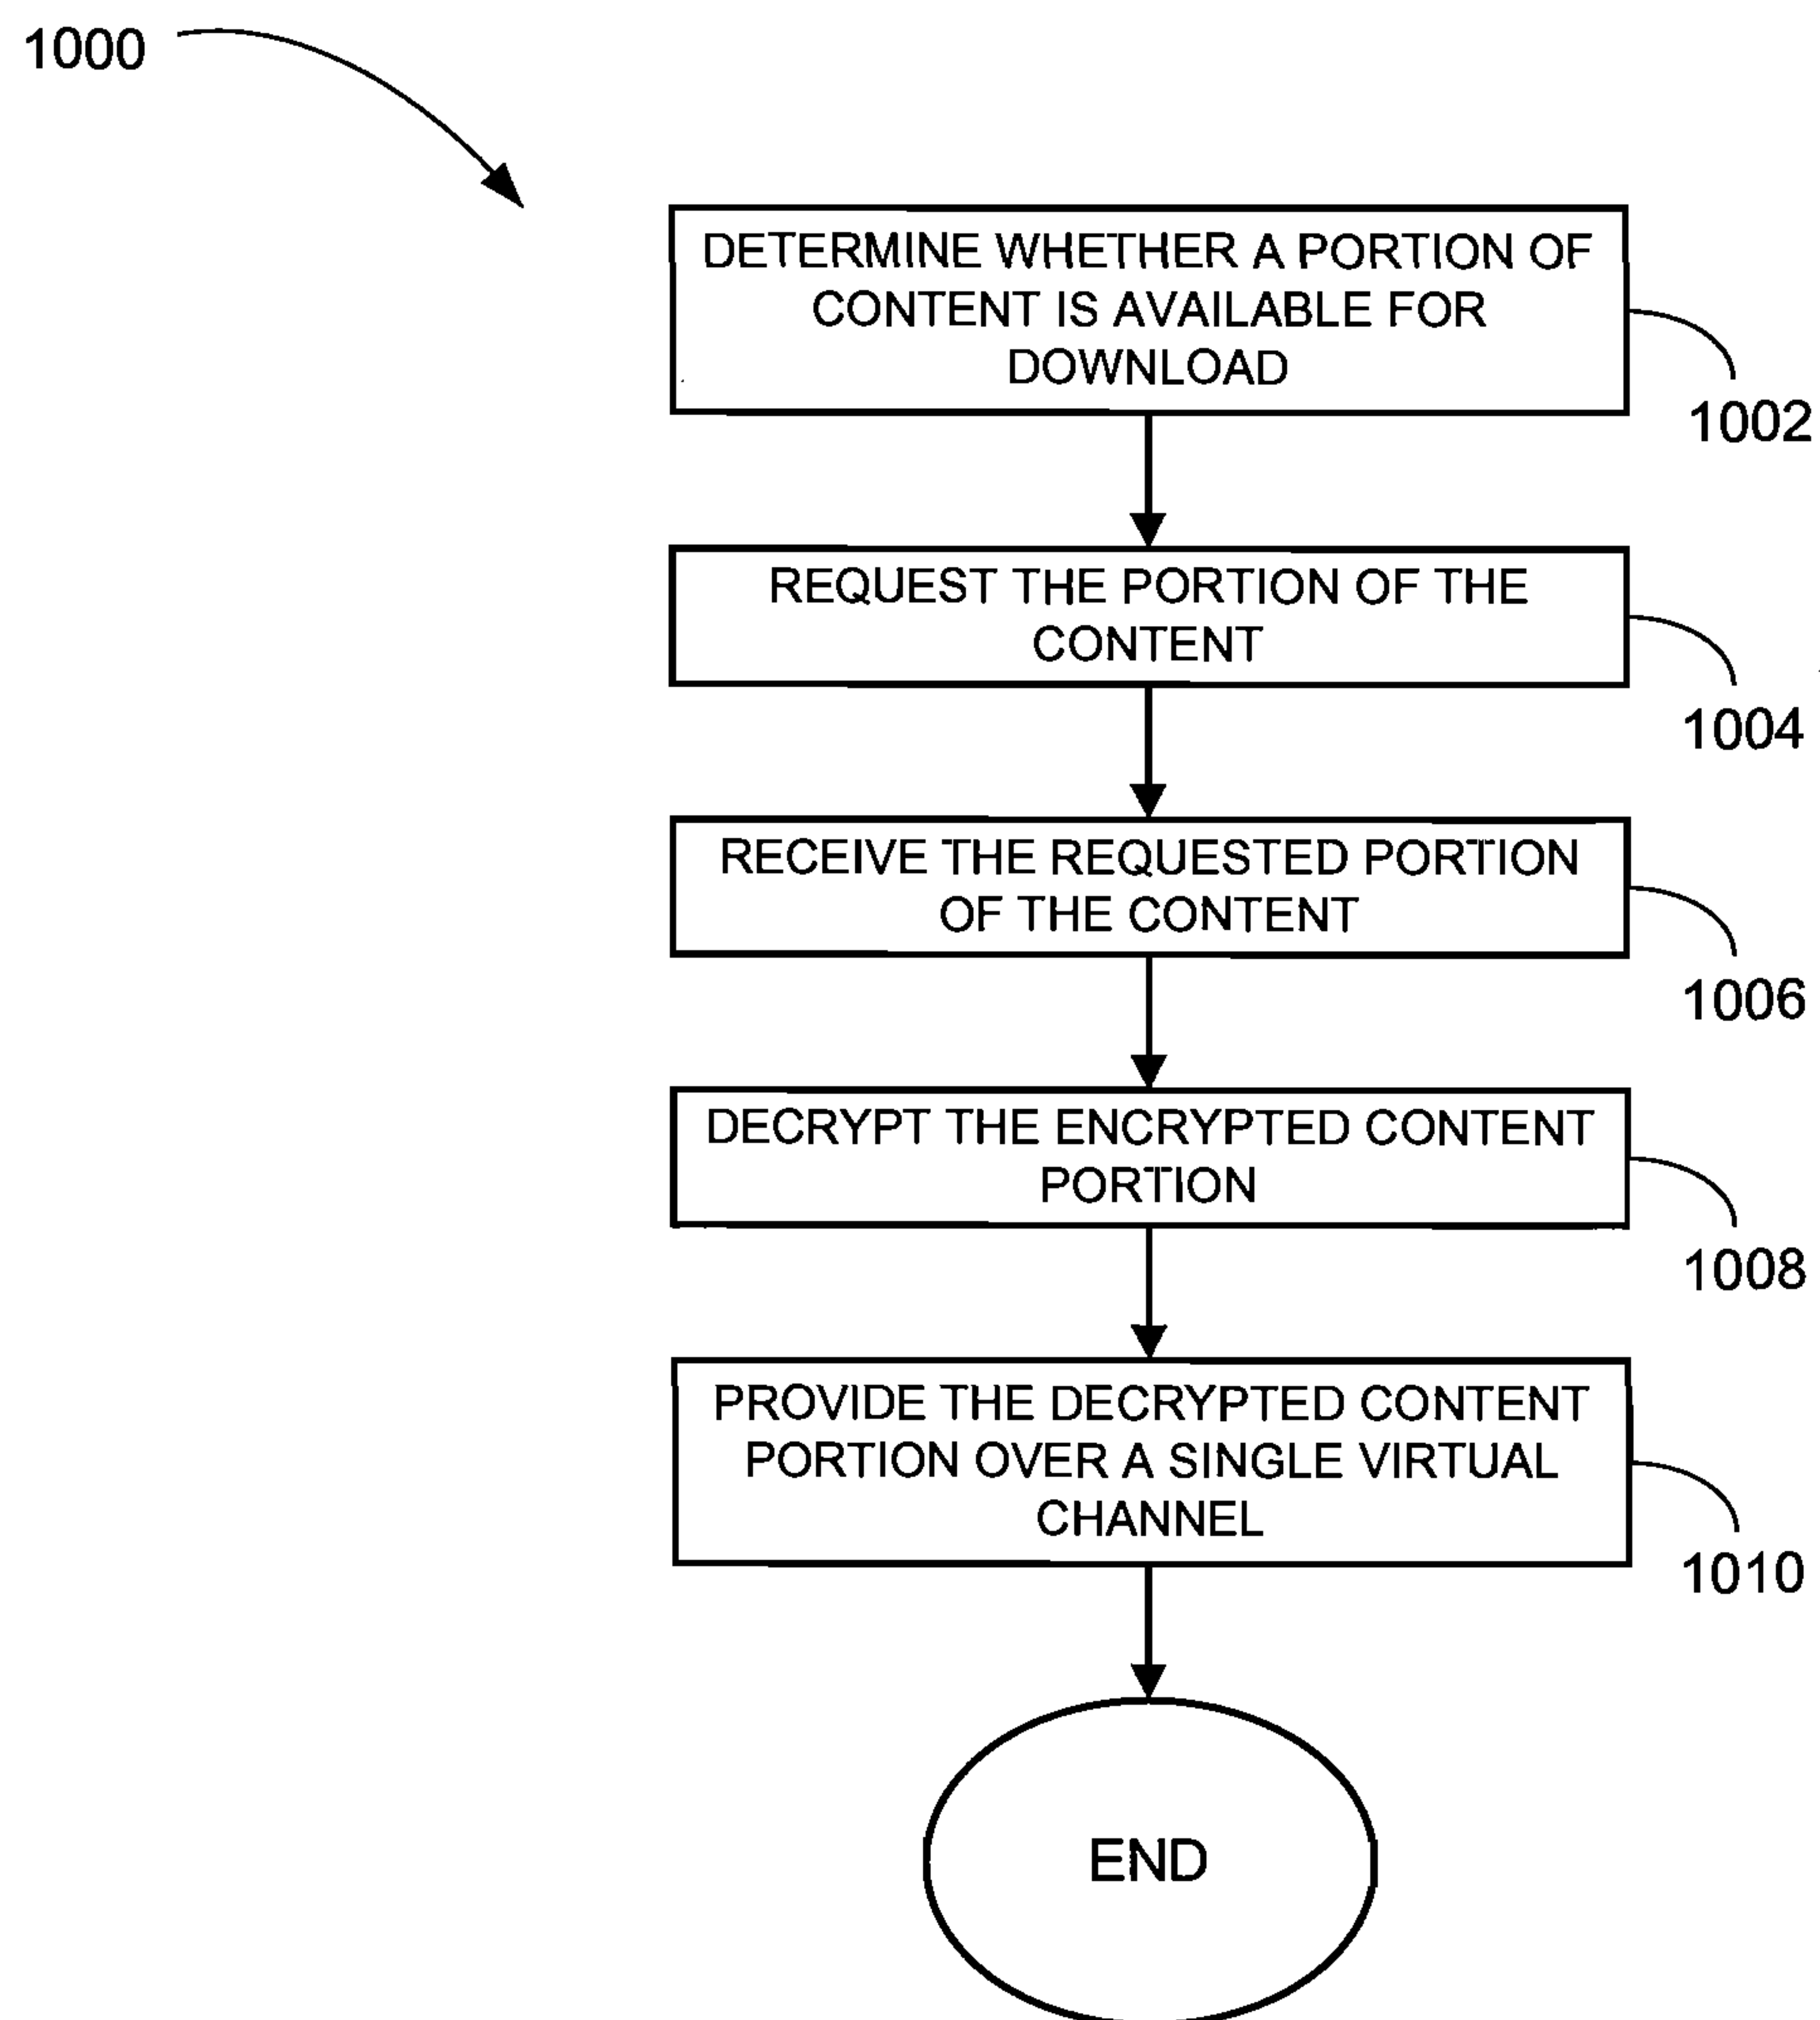 1000
DETERMINE WHETHER A PORTION OF
CONTENT IS AVAILABLE FOR
DOWNLOAD
1002
REQUEST THE PORTION OF THE
CONTENT
1004
RECEIVE THE REQUESTED PORTION
OF THE CONTENT
1006
DECRYPT THE ENCRYPTED CONTENT
PORTION
1008
PROVIDE THE DECRYPTED CONTENT
PORTION OVER A SINGLE VIRTUAL
CHANNEL
1010
END